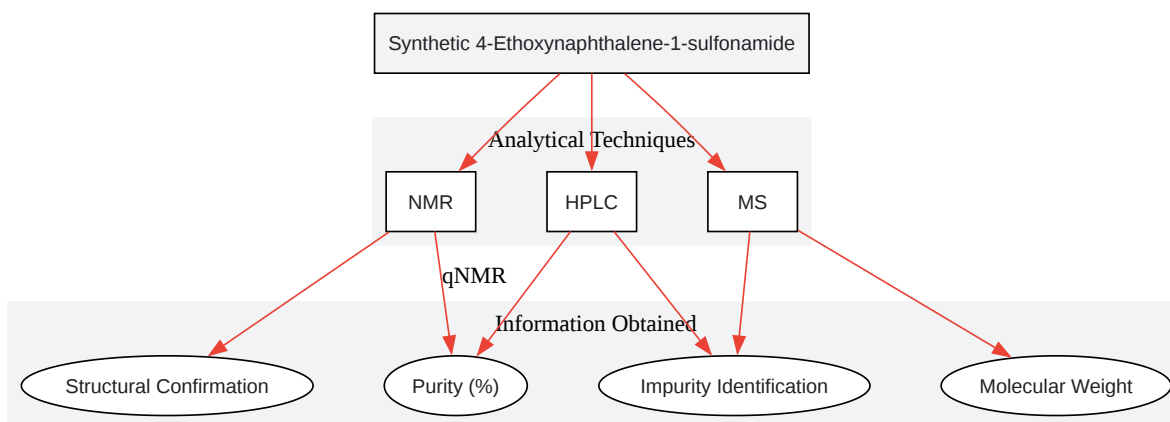 Synthetic 4-Ethoxynaphthalene-1-sulfonamide
Analytical Techniques
NMR
HPLC
MS
qNMR
Information Obtained
Structural Confirmation
Purity (%)
Impurity Identification
Molecular Weight